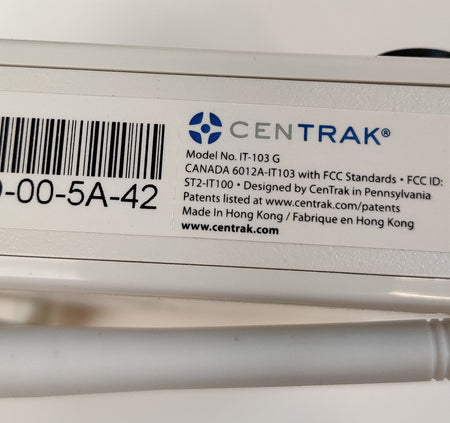 CENTRAK®
Model No. IT-103 G
CANADA 6012A-IT103 with FCC Standards • FCC ID:
ST2-IT100 • Designed by CenTrak in Pennsylvania
Patents listed at www.centrak.com/patents
Made In Hong Kong / Fabrique en Hong Kong
www.centrak.com
-00-5A-42